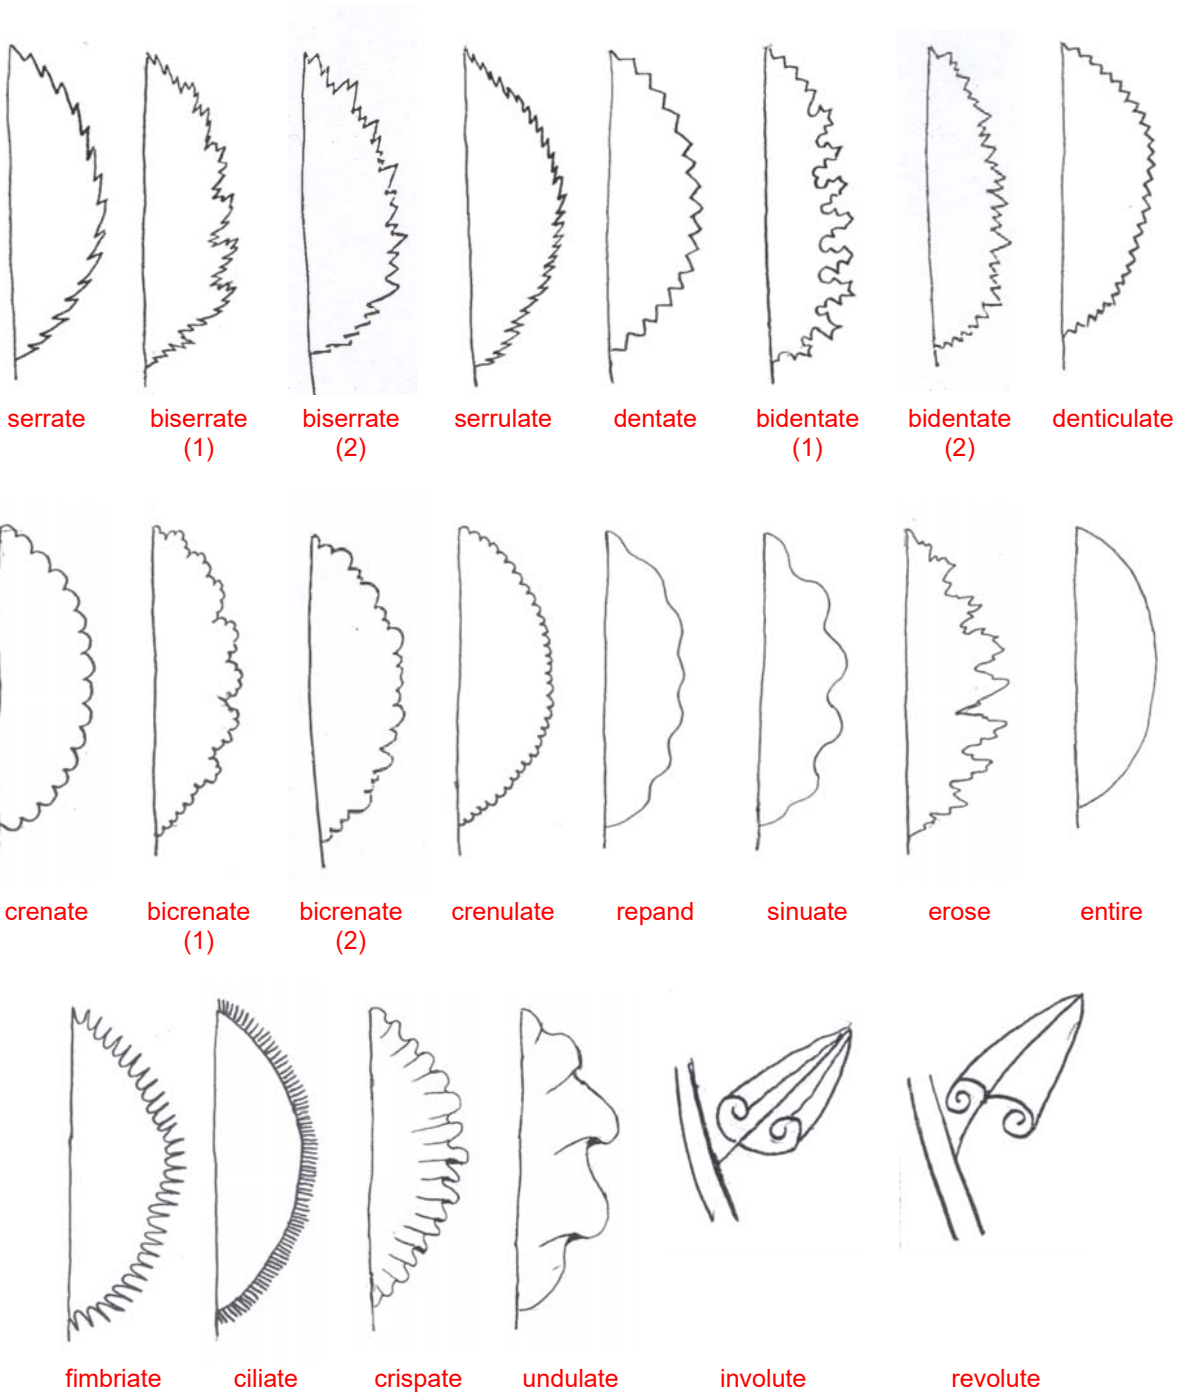 serrate biserrate biserrate serrulate dentate bidentate bidentate denticulate
(1) (2) (1) (2)
crenate bicrenate bicrenate crenulate repand sinuate erose entire
(1) (2)
fimbriate ciliate crispate undulate involute revolute